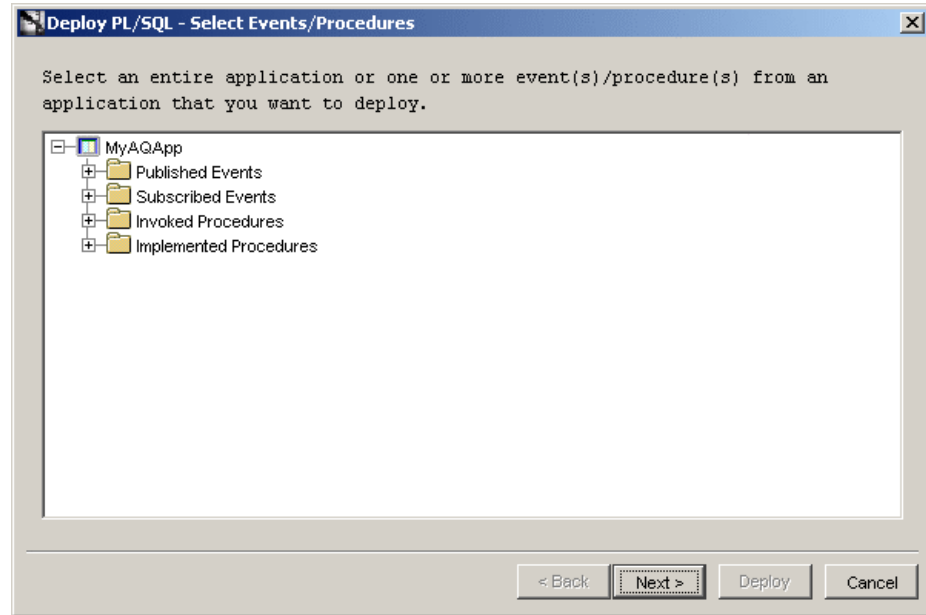 Deploy PL/SQL - Select Events/Procedures
Select an entire application or one or more event(s)/procedure(s) from an
application that you want to deploy.
MyAQApp
Published Events
Subscribed Events
Invoked Procedures
Implemented Procedures
< Back Next > Deploy Cancel